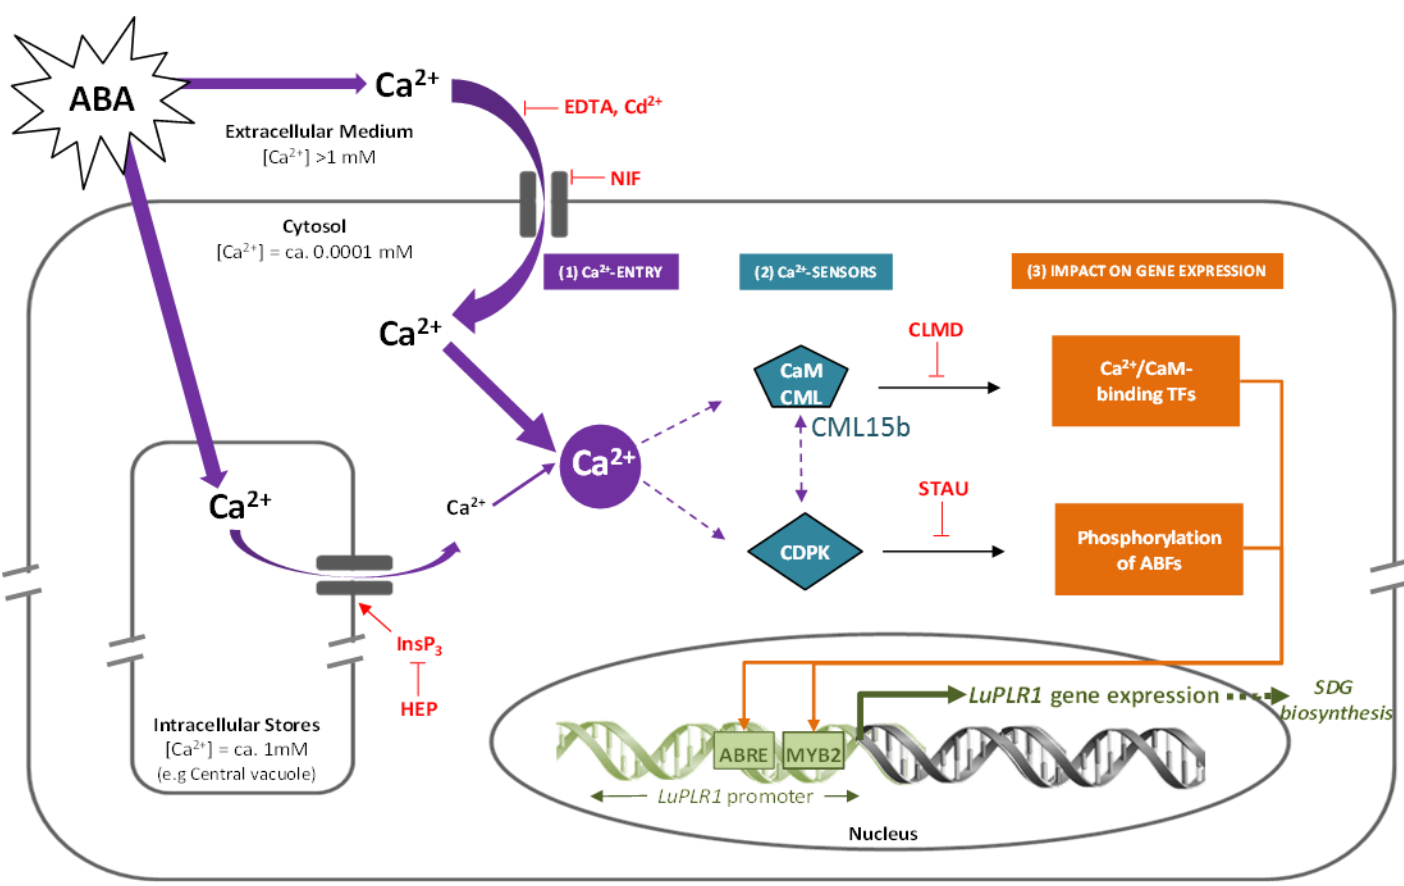 ABA
Ca²⁺
EDTA, Cd²⁺
Extracellular Medium
[Ca²⁺] >1 mM
NIF
Cytosol
[Ca²⁺] = ca. 0.0001 mM
(1) Ca²⁺-ENTRY
(2) Ca²⁺-SENSORS
(3) IMPACT ON GENE EXPRESSION
Ca²⁺
CLMD
CaM
CML
Ca²⁺/CaM-
binding TFs
CML15b
Ca²⁺
Ca²⁺
Ca²⁺
STAU
CDPK
Phosphorylation
of ABFs
InsP₃
HEP
Intracellular Stores
[Ca²⁺] = ca. 1mM
(e.g Central vacuole)
LuPLR1 gene expression
SDG
biosynthesis
ABRE
MYB2
LuPLR1 promoter
Nucleus